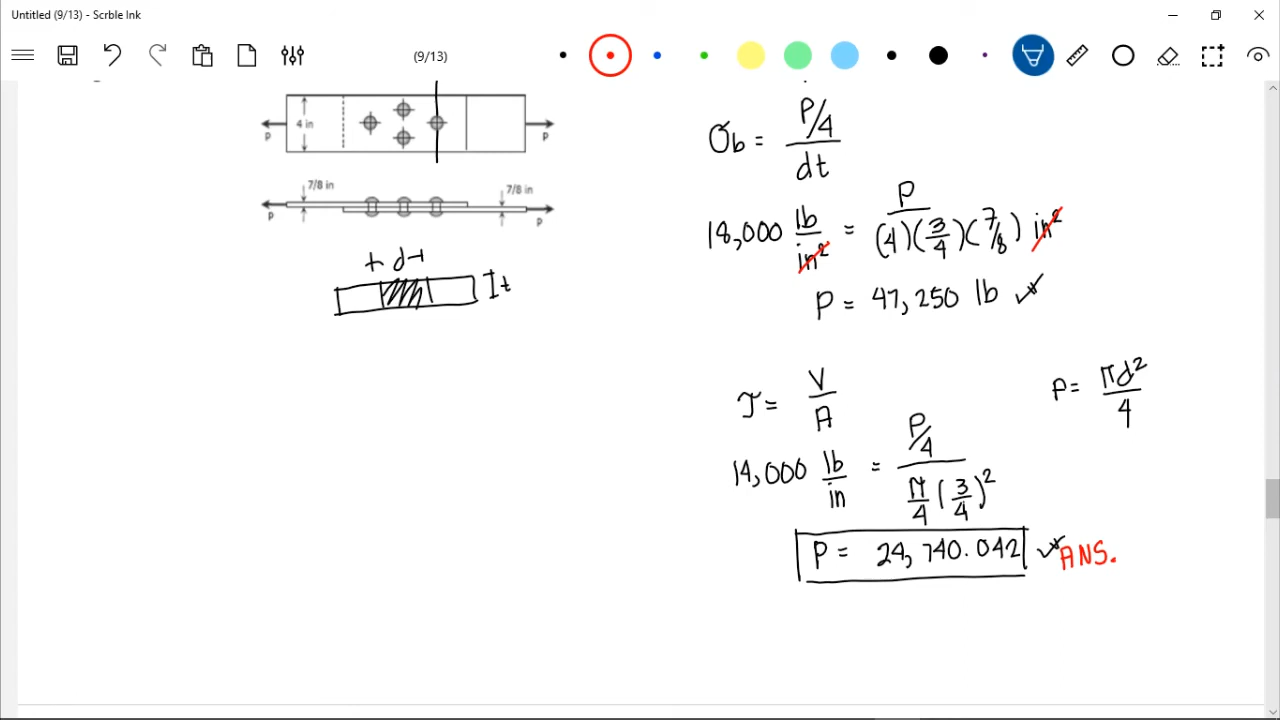 Untitled (9/13) - Scrble Ink
(9/13)
4 in
P
P
7/8 in
7/8 in
P
P
d
t
σb = P/4 / dt
18,000 lb/in² = P / (4)(3/4)(7/8) in²
P = 47,250 lb ✓
τ = V/A
A = πd²/4
14,000 lb/in = P/4 / π/4 (3/4)²
P = 24,740.042 ✓ ANS.